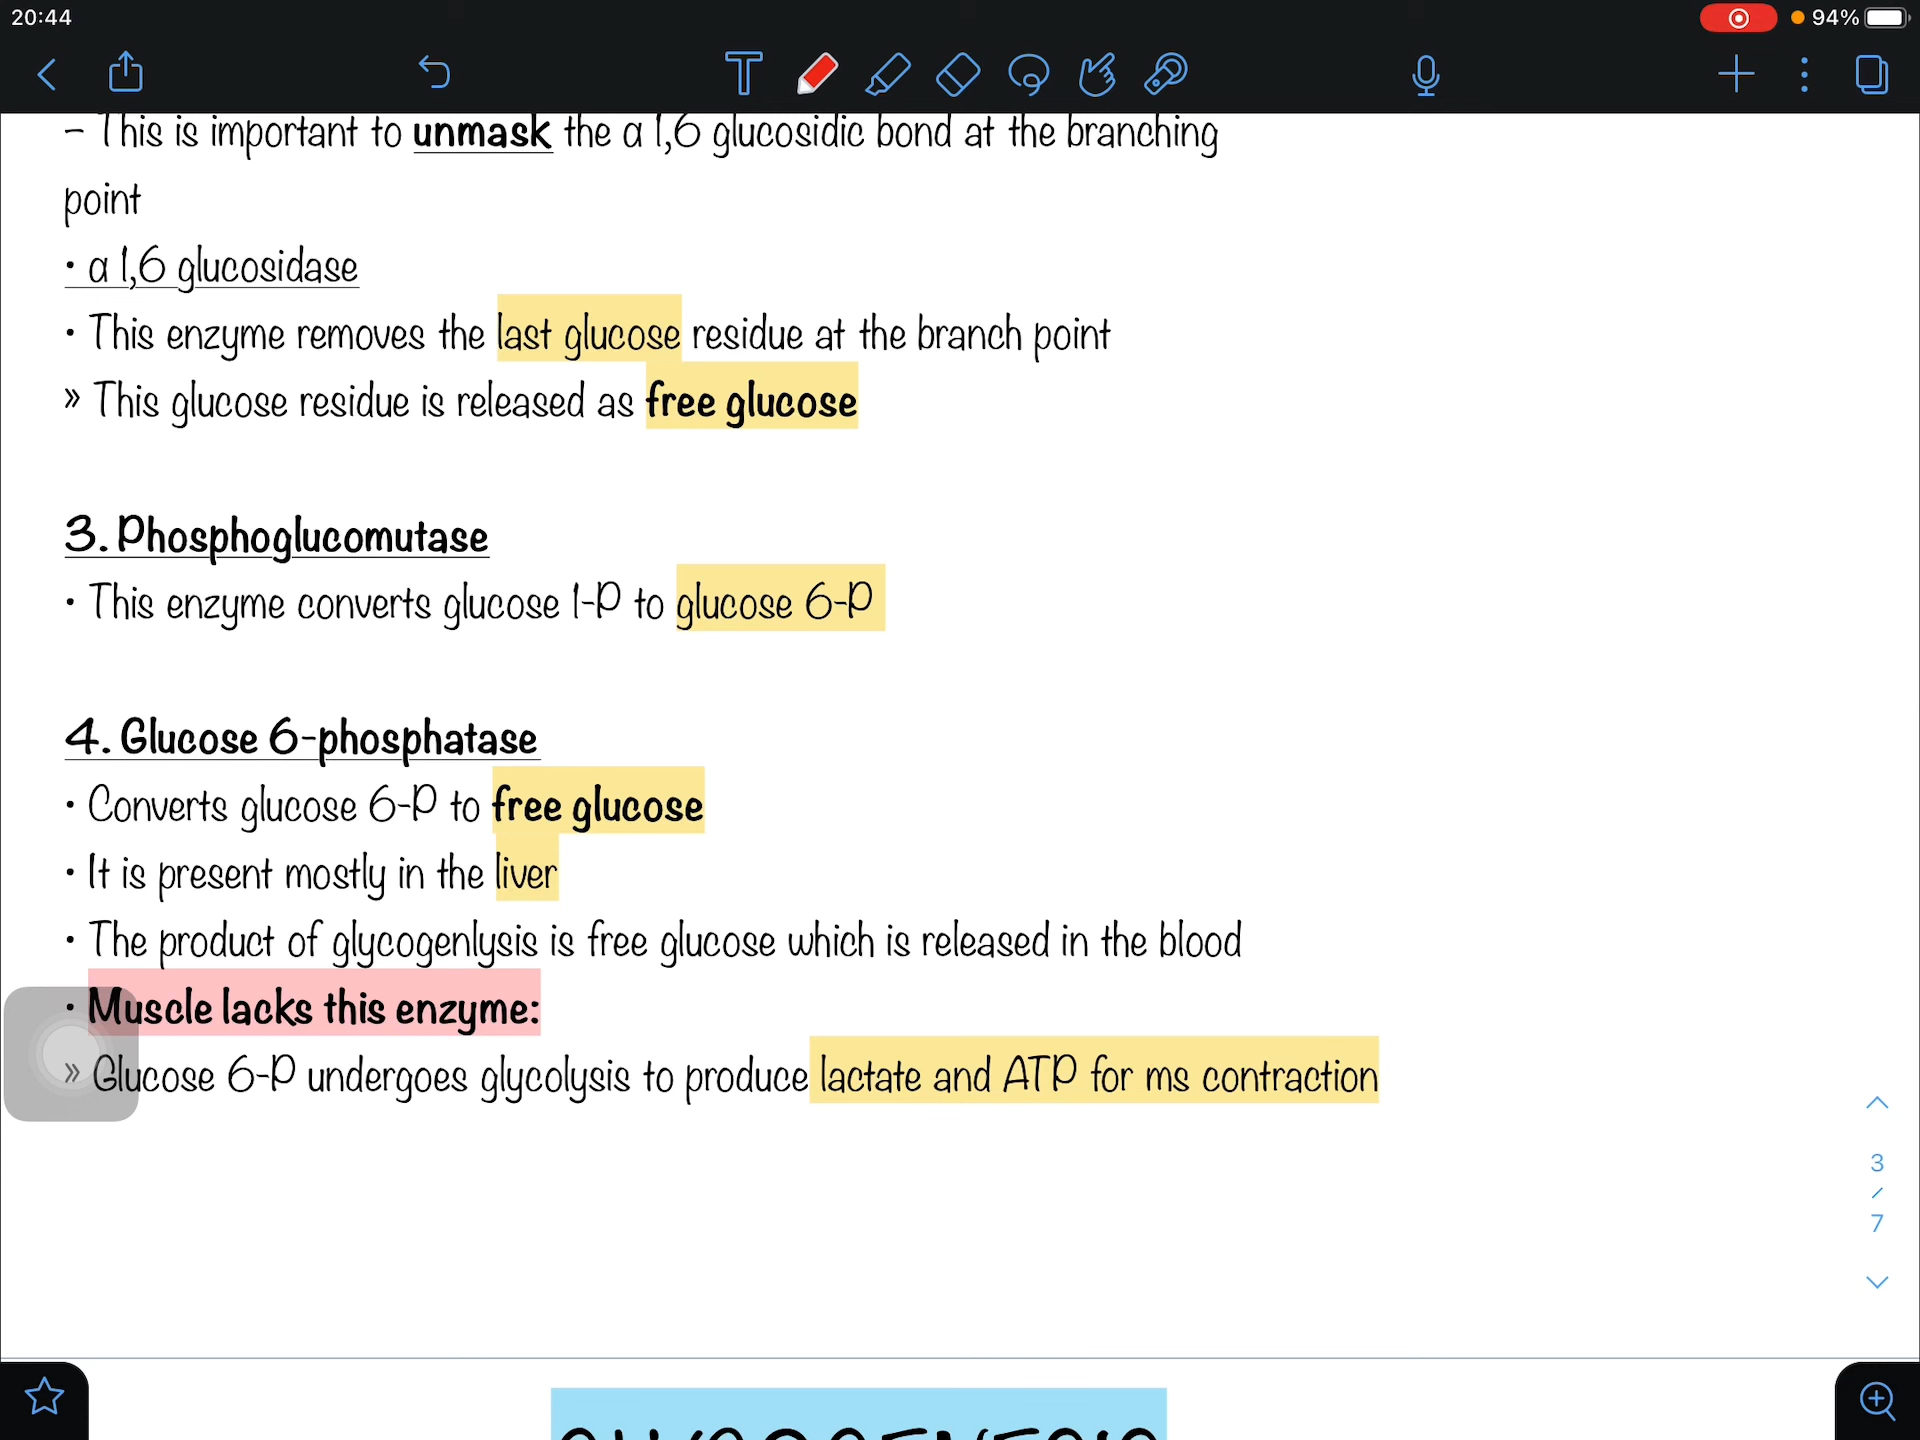 20:44
94%
– This is important to unmask the α 1,6 glucosidic bond at the branching
point
• α 1,6 glucosidase
• This enzyme removes the last glucose residue at the branch point
» This glucose residue is released as free glucose
3. Phosphoglucomutase
• This enzyme converts glucose 1-P to glucose 6-P
4. Glucose 6-phosphatase
• Converts glucose 6-P to free glucose
• It is present mostly in the liver
• The product of glycogenlysis is free glucose which is released in the blood
• Muscle lacks this enzyme:
» Glucose 6-P undergoes glycolysis to produce lactate and ATP for ms contraction
3
/
7
GLYCOGENESIS